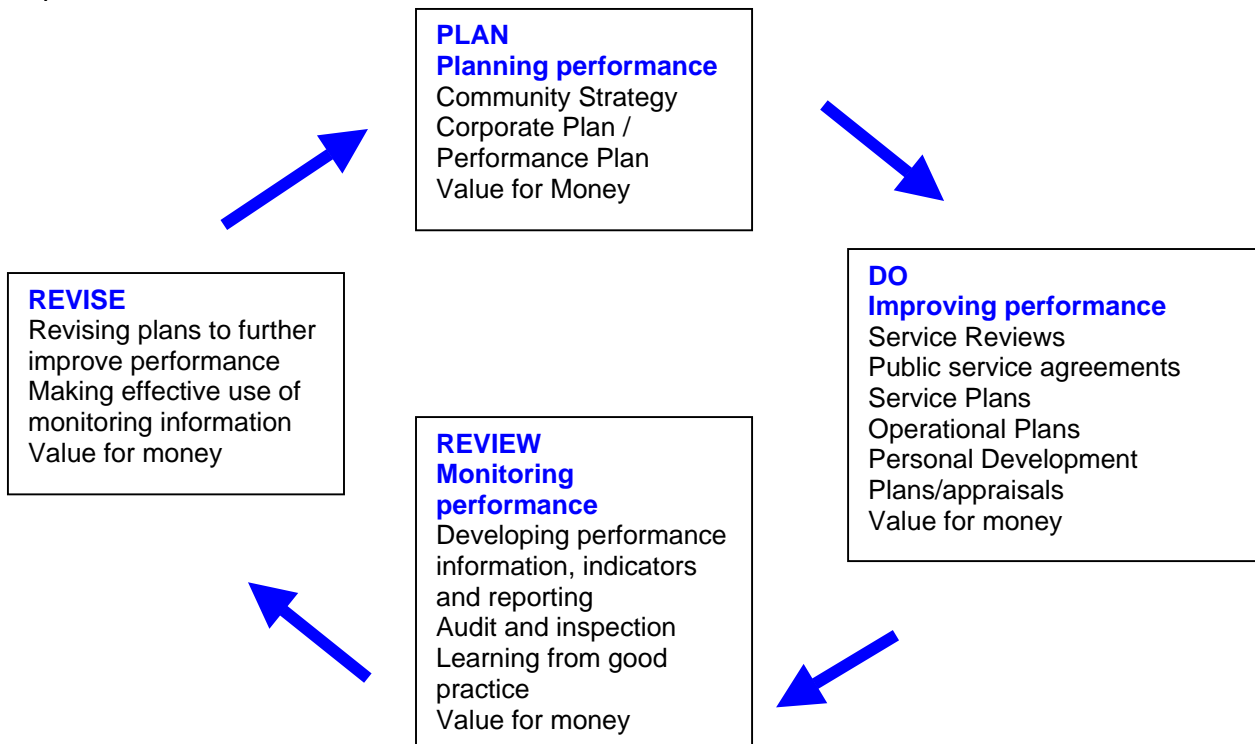 PLAN
Planning performance
Community Strategy
Corporate Plan /
Performance Plan
Value for Money
DO
Improving performance
Service Reviews
Public service agreements
Service Plans
Operational Plans
Personal Development
Plans/appraisals
Value for money
REVIEW
Monitoring
performance
Developing performance
information, indicators
and reporting
Audit and inspection
Learning from good
practice
Value for money
REVISE
Revising plans to further
improve performance
Making effective use of
monitoring information
Value for money